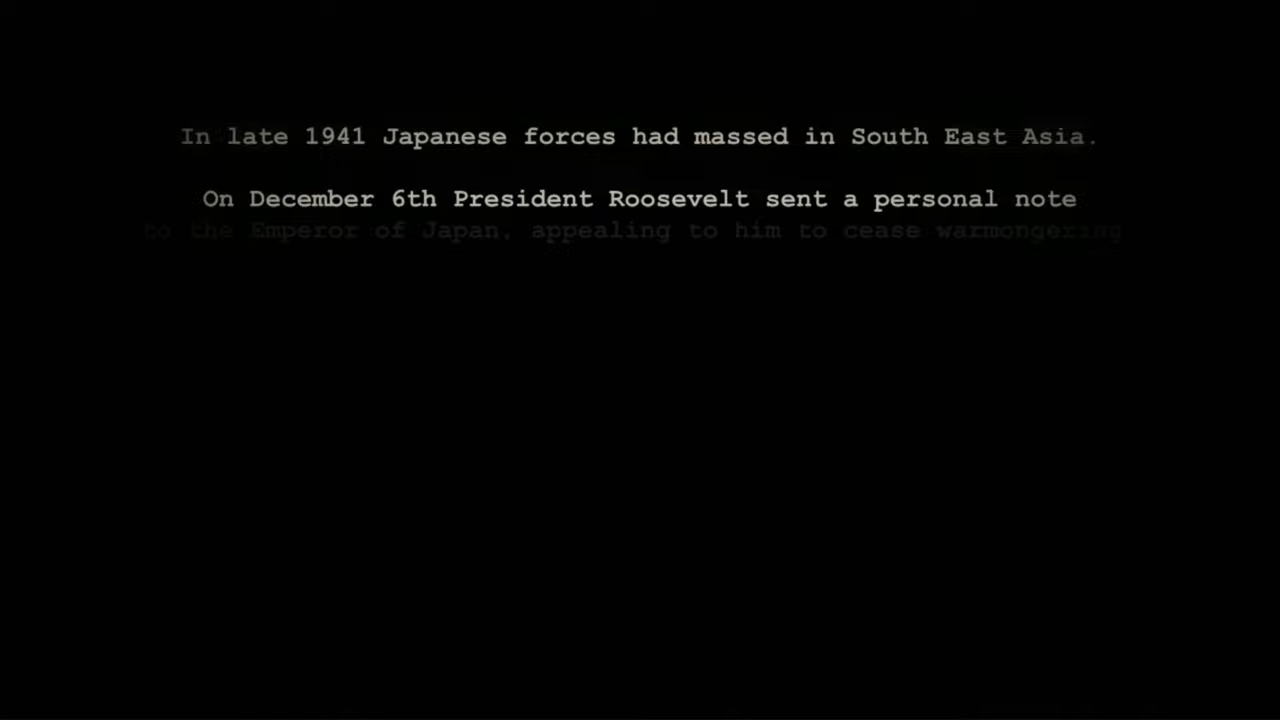 In late 1941 Japanese forces had massed in South East Asia.
On December 6th President Roosevelt sent a personal note
to the Emperor of Japan, appealing to him to cease warmongering